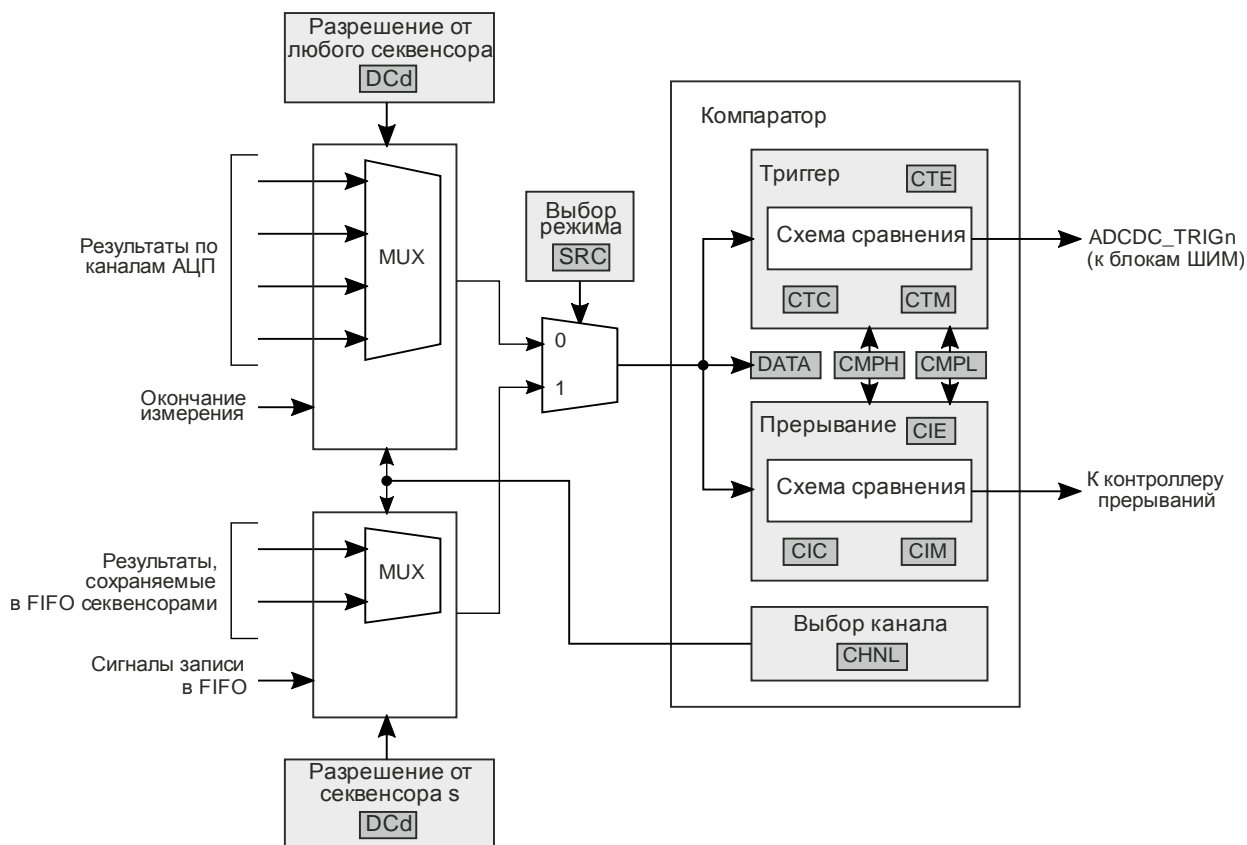 Разрешение от
любого секвенсора
DCd
Компаратор
Триггер
CTE
Схема сравнения
CTC
CTM
ADCDC_TRIGn
(к блокам ШИМ)
Выбор
режима
SRC
MUX
Результаты по
каналам АЦП
0
1
DATA
CMPH
CMPL
Окончание
измерения
Прерывание
CIE
Схема сравнения
CIC
CIM
К контроллеру
прерываний
Результаты,
сохраняемые
в FIFO секвенсорами
MUX
Выбор канала
CHNL
Сигналы записи
в FIFO
Разрешение от
секвенсора s
DCd